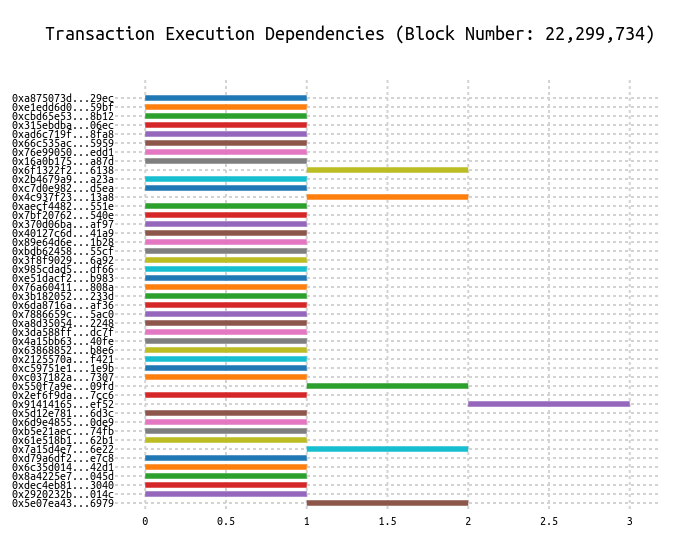 Transaction Execution Dependencies (Block Number: 22,299,734)
0xa875073d...29ec
0xe1edd6d0...59bf
0xcbd65e53...8b12
0x315ebdba...06ec
0xad6c719f...8fa8
0x66c535ac...5959
0x76e99050...edd1
0x16a0b175...a87d
0x6f1322f2...6138
0x2b4679a9...a23a
0xc7d0e982...d5ea
0x4c937f23...13a8
0xaecf4482...551e
0x7bf20762...540e
0x370d06ba...af97
0x40127c6d...41a9
0x89e64d6e...1b28
0xbdb62458...55cf
0x3f8f9029...6a92
0x985cdad5...df66
0xe51dacf2...b983
0x76a60411...808a
0x3b182052...233d
0x6da8716a...af36
0x7886659c...5ac0
0xa8d35054...2248
0x3da588ff...dc7f
0x4a15bb63...40fe
0x63868852...b8e6
0x2125570a...f421
0xc59751e1...1e9b
0xc037182a...7307
0x550f7a9e...09fd
0x2ef6f9da...7cc6
0x91414165...ef52
0x5d12e781...6d3c
0x6d9e4855...0de9
0xb5e21aec...74fb
0x61e518b1...62b1
0x7a15d4e7...6e22
0xd79a6df2...e7c8
0x6c35d014...42d1
0x8a4225e7...045d
0xdec4eb81...3040
0x2920232b...014c
0x5e07ea43...6979
0 0.5 1 1.5 2 2.5 3